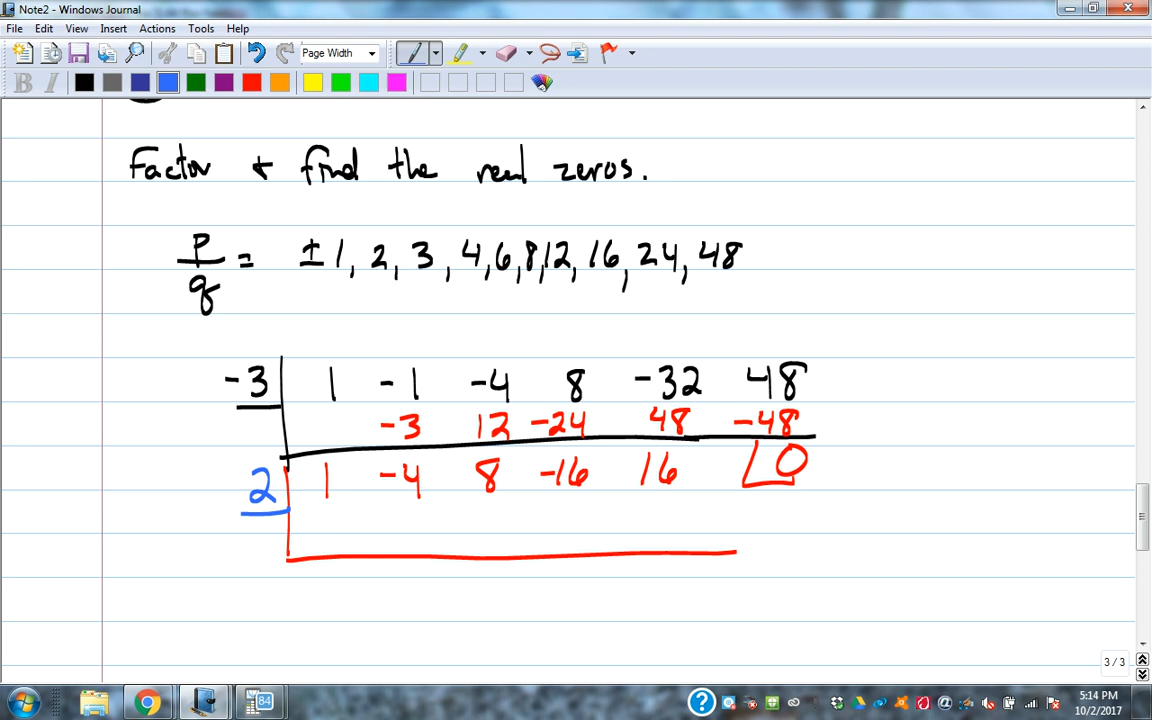 Note2 - Windows Journal
File Edit View Insert Actions Tools Help
Page Width
B I
Factor + find the real zeros.
p/q = ± 1, 2, 3, 4, 6, 8, 12, 16, 24, 48
-3 1 -1 -4 8 -32 48
-3 12 -24 48 -48
2 1 -4 8 -16 16 0
3 / 3
84
5:14 PM
10/2/2017